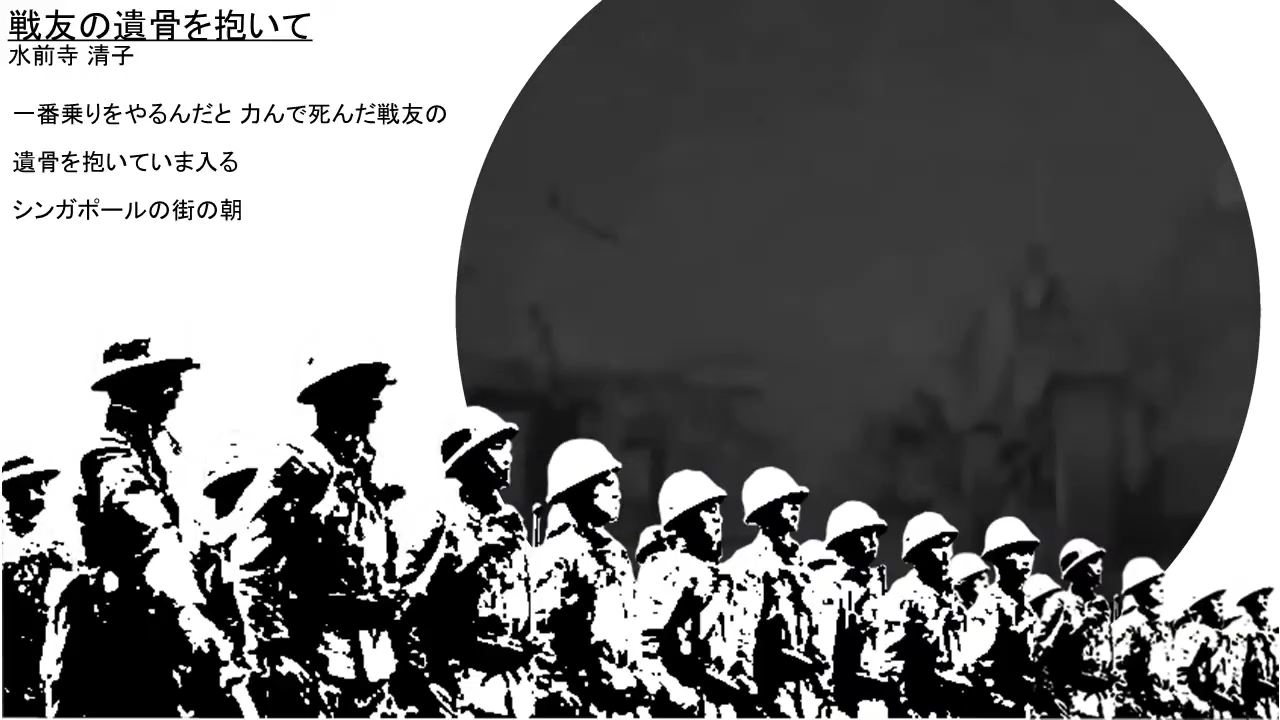 戦友の遺骨を抱いて
水前寺 清子
一番乗りをやるんだと 力んで死んだ戦友の
遺骨を抱いていま入る
シンガポールの街の朝